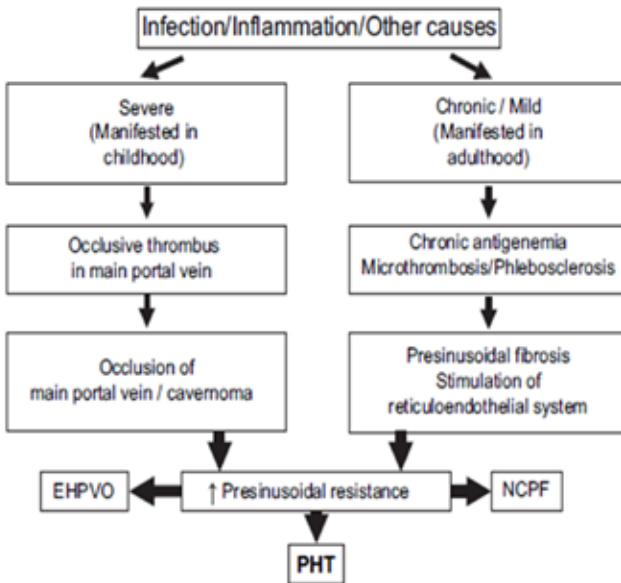 Infection/Inflammation/Other causes
Severe
(Manifested in
childhood)
Chronic / Mild
(Manifested in
adulthood)
Occlusive thrombus
in main portal vein
Chronic antigenemia
Microthrombosis/Phlebosclerosis
Occlusion of
main portal vein / cavernoma
Presinusoidal fibrosis
Stimulation of
reticuloendothelial system
EHPVO
↑ Presinusoidal resistance
NCPF
PHT